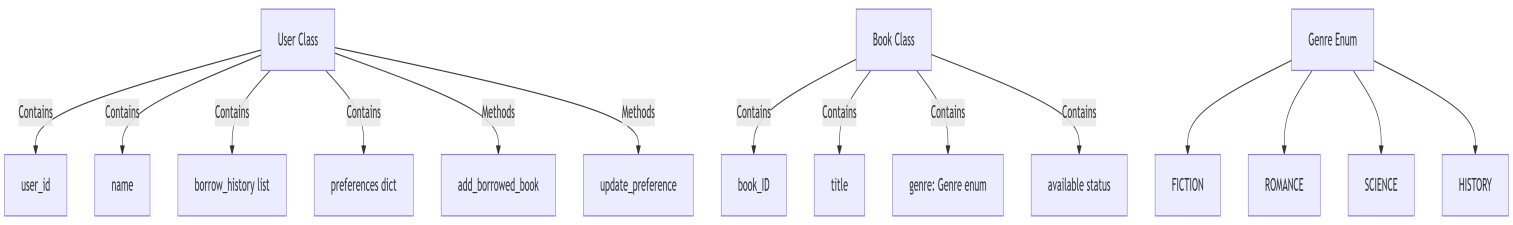 User Class
Book Class
Genre Enum
Contains
Contains
Contains
Contains
Methods
Methods
Contains
Contains
Contains
Contains
user_id
name
borrow_history list
preferences dict
add_borrowed_book
update_preference
book_ID
title
genre: Genre enum
available status
FICTION
ROMANCE
SCIENCE
HISTORY